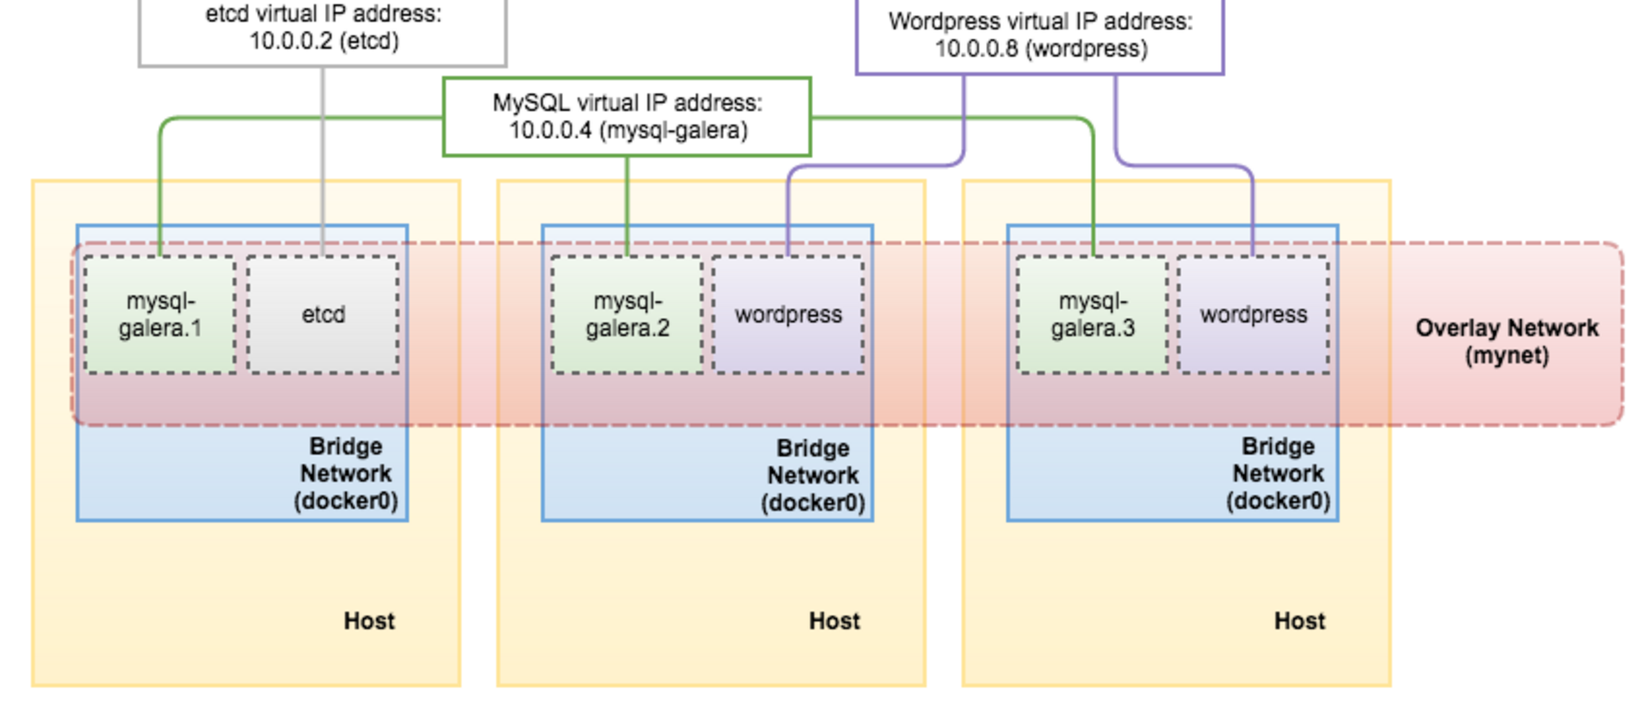 etcd virtual IP address:
10.0.0.2 (etcd)
Wordpress virtual IP address:
10.0.0.8 (wordpress)
MySQL virtual IP address:
10.0.0.4 (mysql-galera)
mysql-
galera.1
etcd
mysql-
galera.2
wordpress
mysql-
galera.3
wordpress
Overlay Network
(mynet)
Bridge
Network
(docker0)
Bridge
Network
(docker0)
Bridge
Network
(docker0)
Host
Host
Host